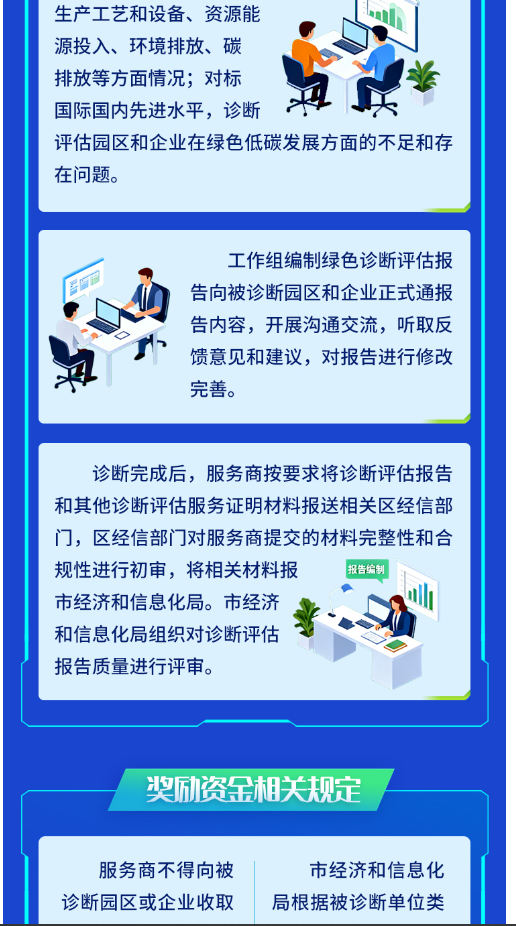 生产工艺和设备、资源能
源投入、环境排放、碳
排放等方面情况；对标
国际国内先进水平，诊断
评估园区和企业在绿色低碳发展方面的不足和存
在问题。
工作组编制绿色诊断评估报
告向被诊断园区和企业正式通报
告内容，开展沟通交流，听取反
馈意见和建议，对报告进行修改
完善。
诊断完成后，服务商按要求将诊断评估报告
和其他诊断评估服务证明材料报送相关区经信部
门，区经信部门对服务商提交的材料完整性和合
规性进行初审，将相关材料报
报告编制
市经济和信息化局。市经济
和信息化局组织对诊断评估
报告质量进行评审。
奖励资金相关规定
服务商不得向被
诊断园区或企业收取
市经济和信息化
局根据被诊断单位类